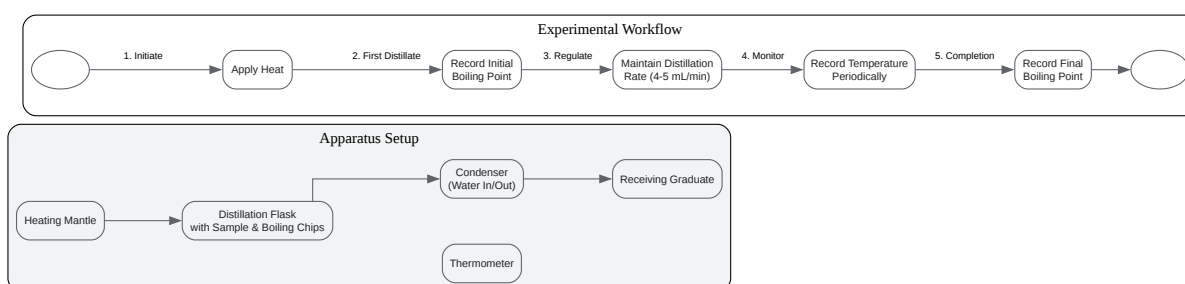 Experimental Workflow
1. Initiate
Apply Heat
2. First Distillate
Record Initial
Boiling Point
3. Regulate
Maintain Distillation
Rate (4-5 mL/min)
4. Monitor
Record Temperature
Periodically
5. Completion
Record Final
Boiling Point
Apparatus Setup
Heating Mantle
Distillation Flask
with Sample & Boiling Chips
Condenser
(Water In/Out)
Receiving Graduate
Thermometer